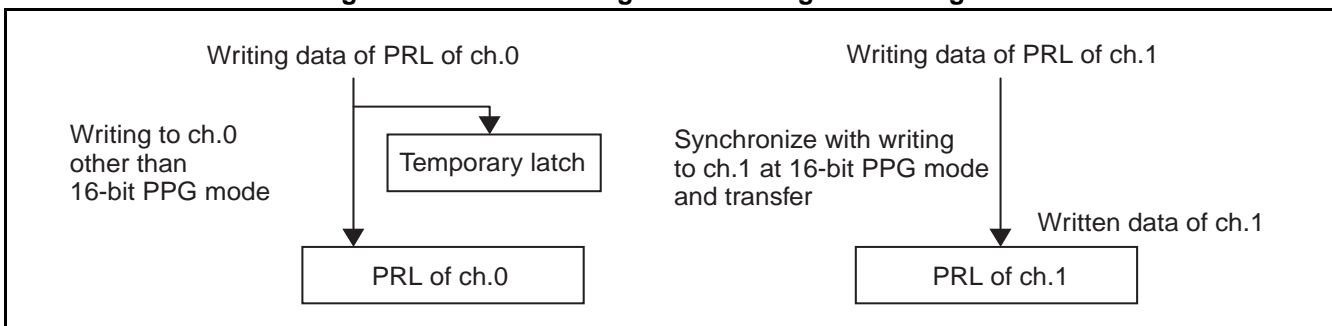 Writing data of PRL of ch.0
Writing data of PRL of ch.1
Writing to ch.0
other than
16-bit PPG mode
Temporary latch
Synchronize with writing
to ch.1 at 16-bit PPG mode
and transfer
Written data of ch.1
PRL of ch.0
PRL of ch.1